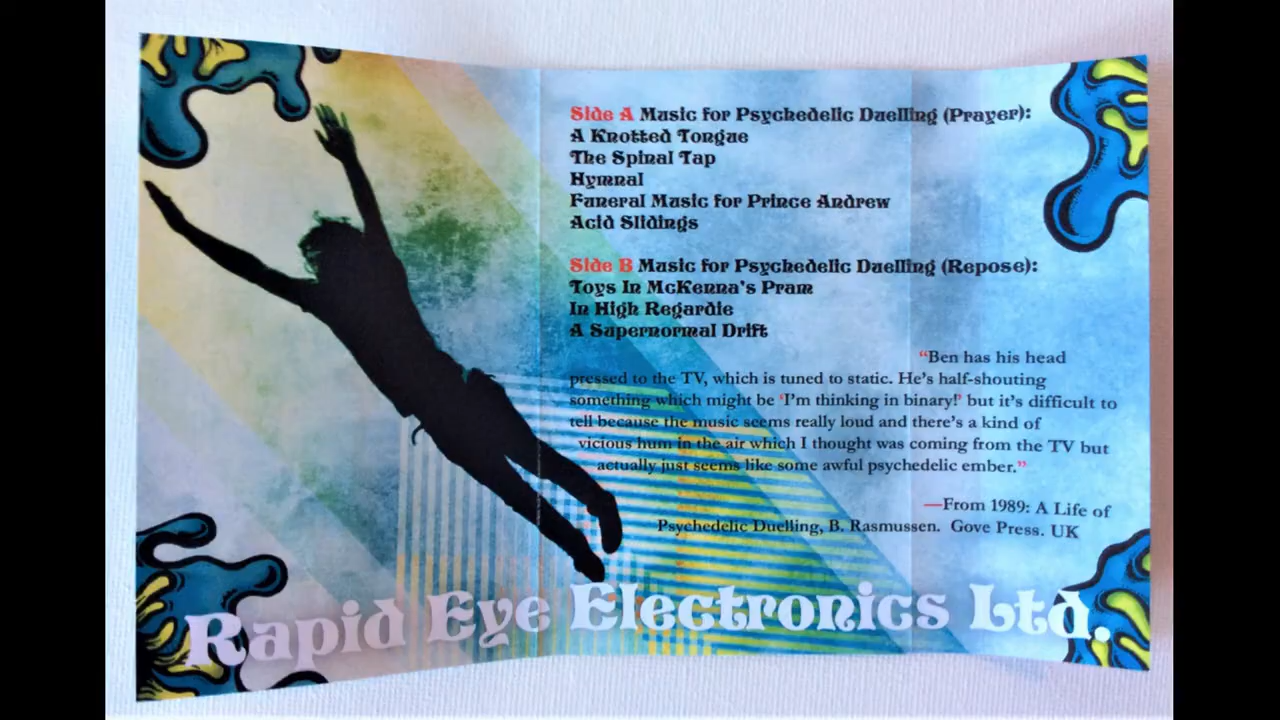 Side A Music for Psychedelic Duelling (Prayer):
A Knotted Tongue
The Spinal Tap
Hymnal
Funeral Music for Prince Andrew
Acid Slidings
Side B Music for Psychedelic Duelling (Repose):
Toys In McKenna's Pram
In High Regardie
A Supernormal Drift
“Ben has his head
pressed to the TV, which is tuned to static. He's half-shouting
something which might be 'I'm thinking in binary!' but it's difficult to
tell because the music seems really loud and there's a kind of
vicious hum in the air which I thought was coming from the TV but
actually just seems like some awful psychedelic ember.”
—From 1989: A Life of
Psychedelic Duelling, B. Rasmussen. Gove Press. UK
Rapid Eye Electronics Ltd.